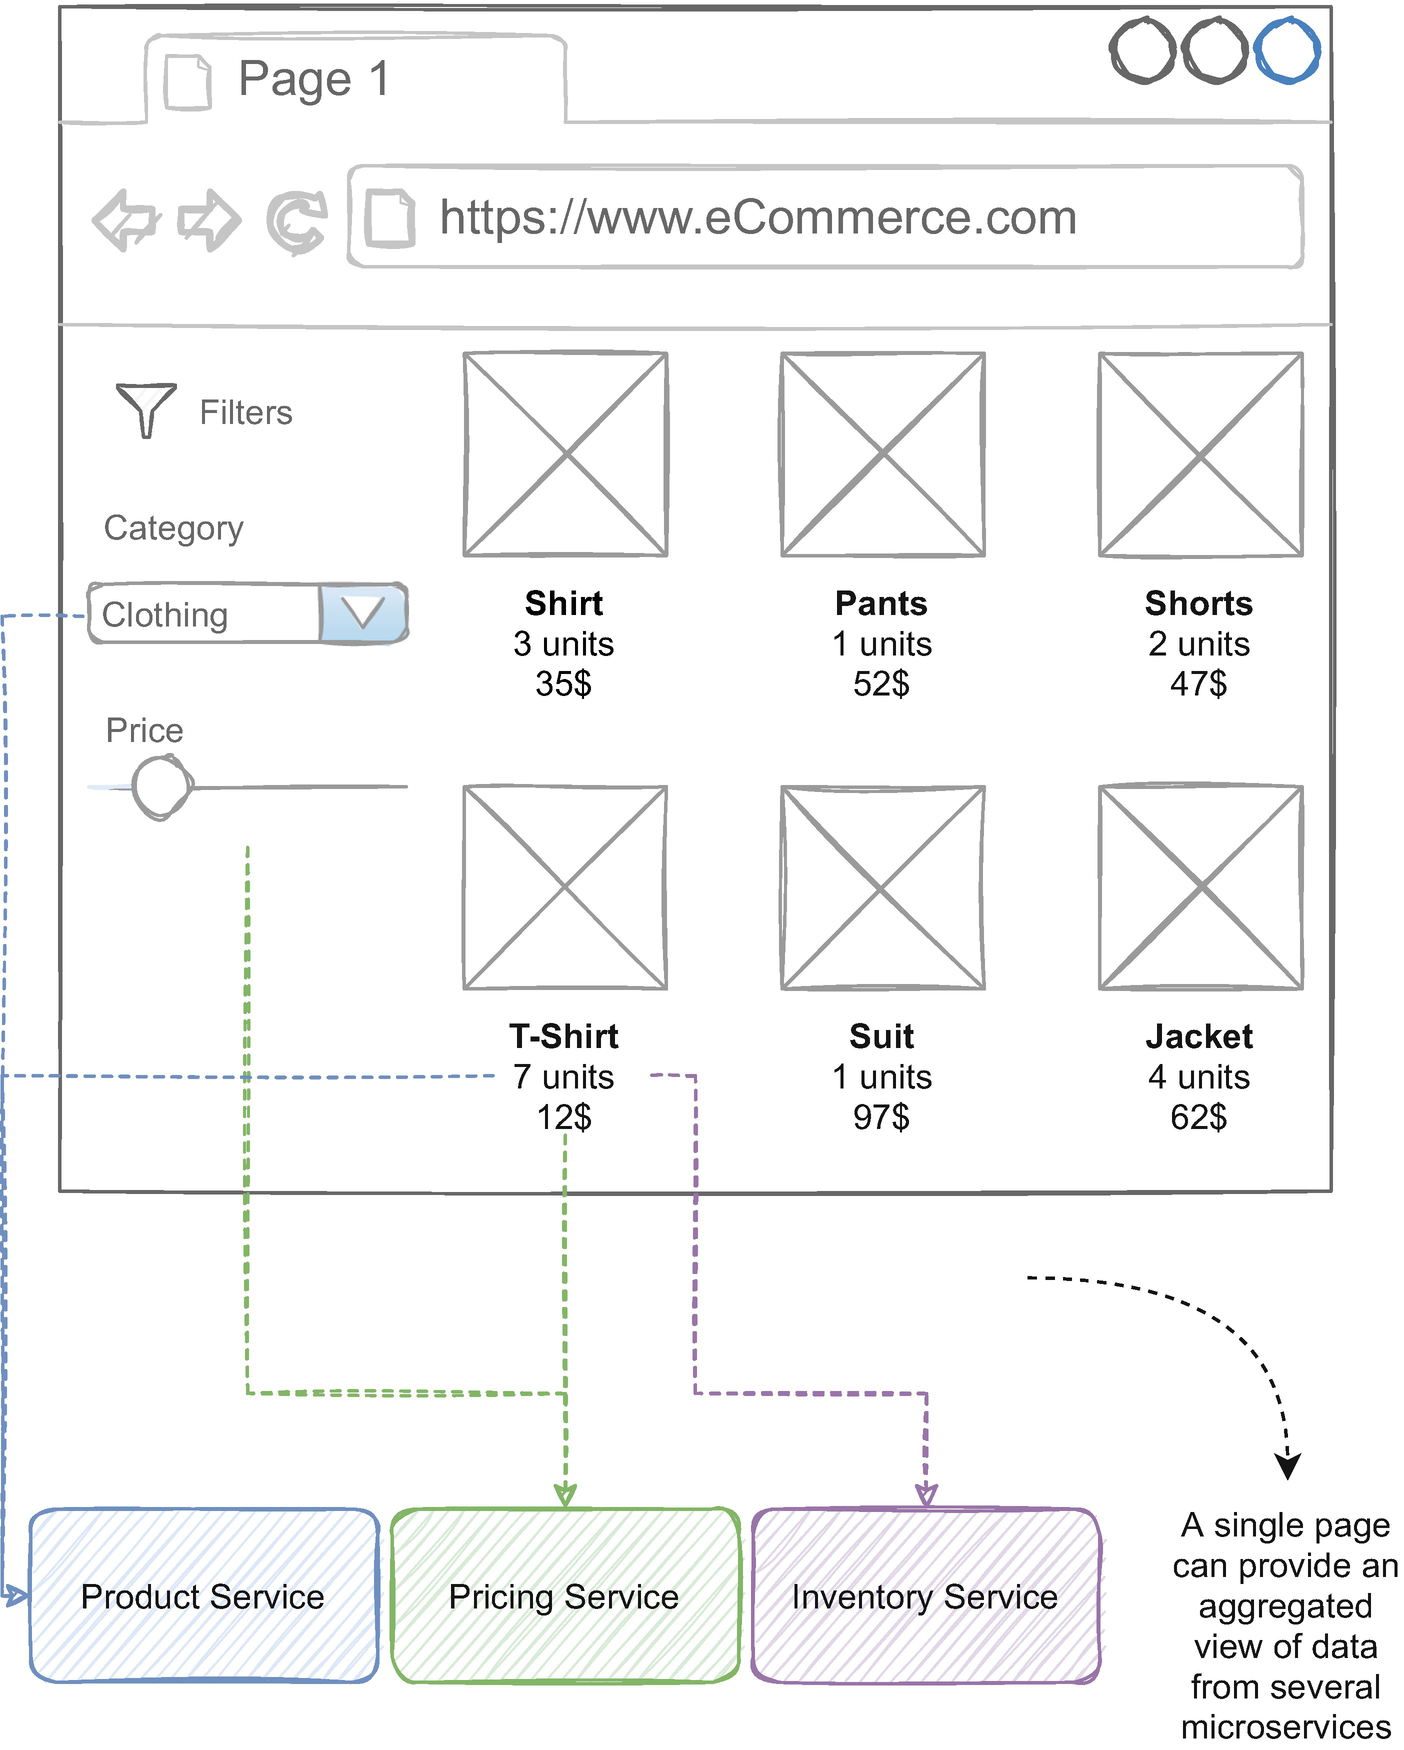 Page 1
https://www.eCommerce.com
Filters
Category
Clothing
Price
Shirt
3 units
35$
Pants
1 units
52$
Shorts
2 units
47$
T-Shirt
7 units
12$
Suit
1 units
97$
Jacket
4 units
62$
Product Service
Pricing Service
Inventory Service
A single page
can provide an
aggregated
view of data
from several
microservices